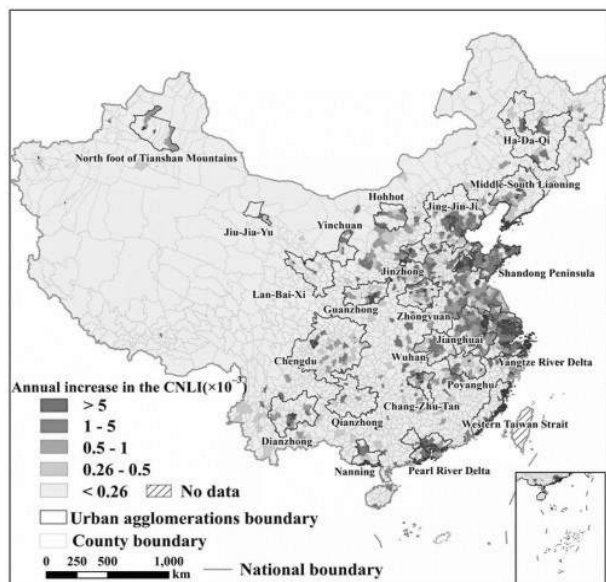 Ha-Da-Qi
North foot of Tianshan Mountains
Middle-South Liaoning
Hohhot
Jing-Jin-Ji
Jiu-Jia-Yu
Yinchuan
Jinzhong
Shandong Peninsula
Lan-Bai-Xi
Guanzhong
Zhongyuan
Jianghuai
Chengdu
Wuhan
Yangtze River Delta
Poyanghu
Chang-Zhu-Tan
Western Taiwan Strait
Qianzhong
Dianzhong
Nanning
Pearl River Delta
Annual increase in the CNLI(×10⁻³)
> 5
1 - 5
0.5 - 1
0.26 - 0.5
< 0.26 No data
Urban agglomerations boundary
County boundary
0 250 500 1,000
km National boundary